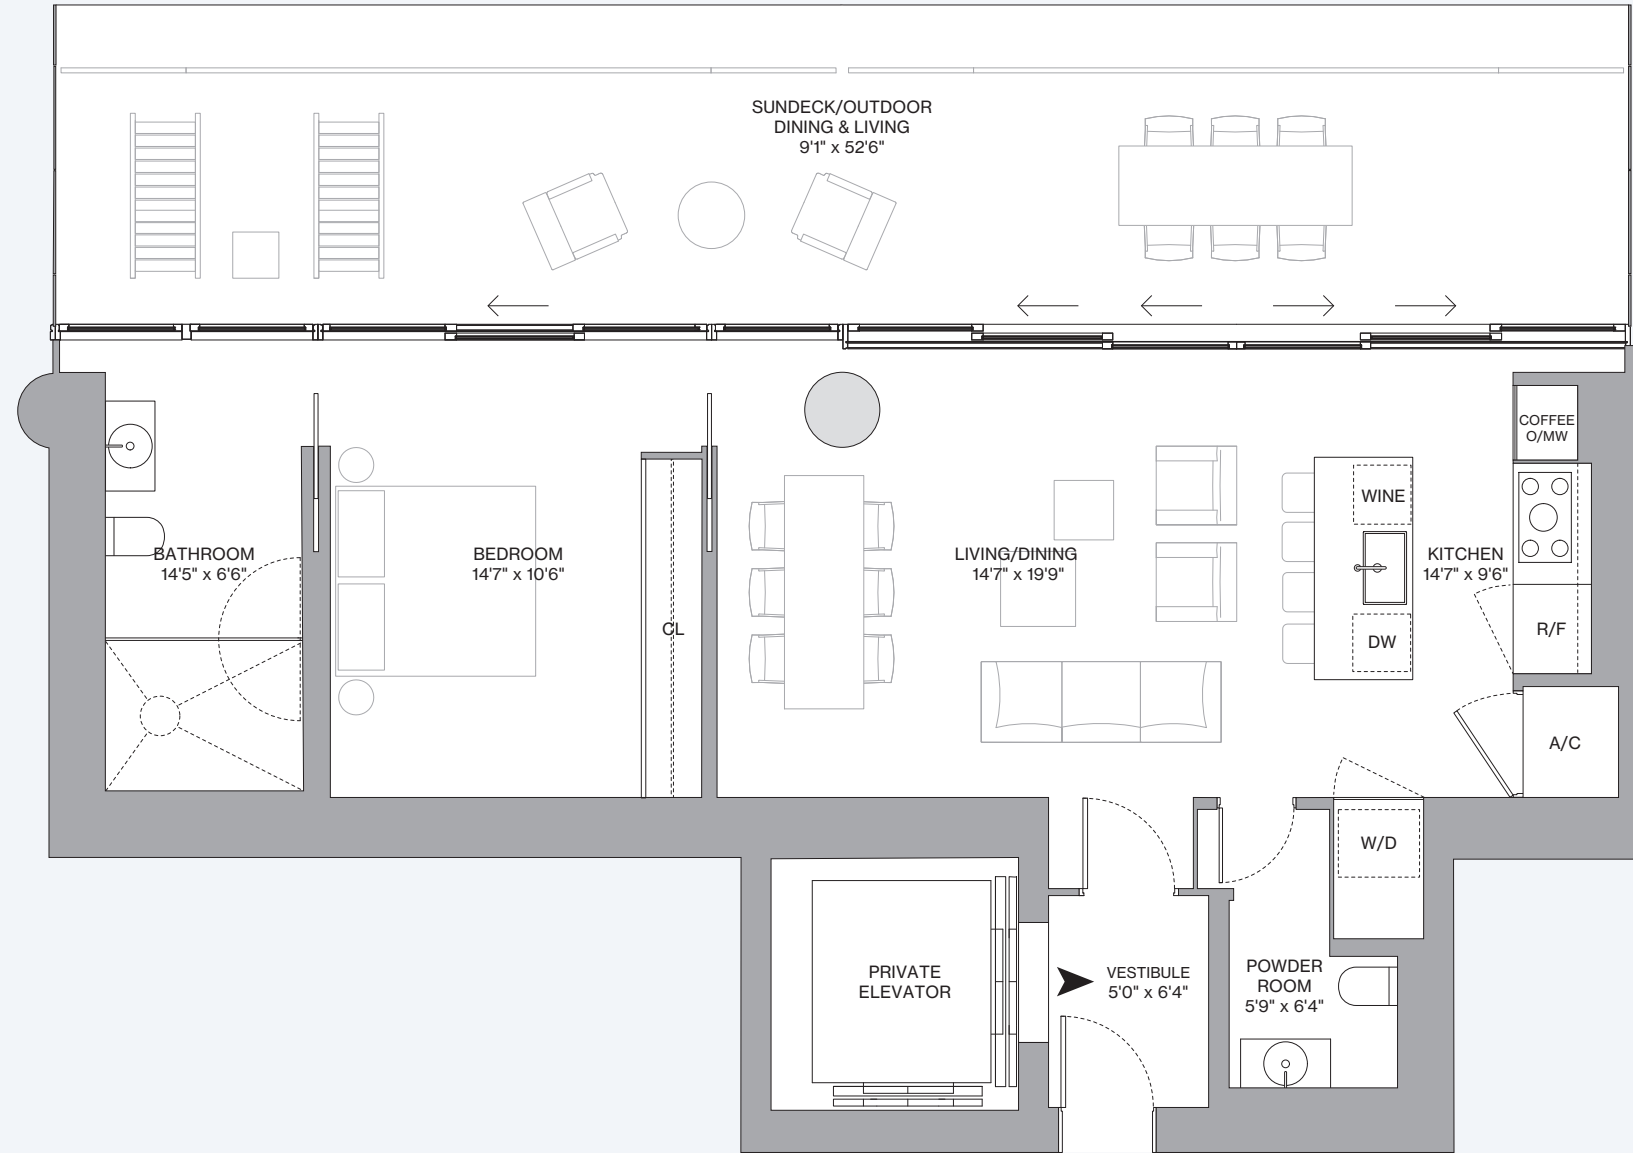 SUNDECK/OUTDOOR
DINING & LIVING
9'1" x 52'6"
COFFEE
O/MW
WINE
BATHROOM
14'5" x 6'6"
BEDROOM
14'7" x 10'6"
LIVING/DINING
14'7" x 19'9"
KITCHEN
14'7" x 9'6"
CL
DW
R/F
A/C
W/D
PRIVATE
ELEVATOR
VESTIBULE
5'0" x 6'4"
POWDER
ROOM
5'9" x 6'4"